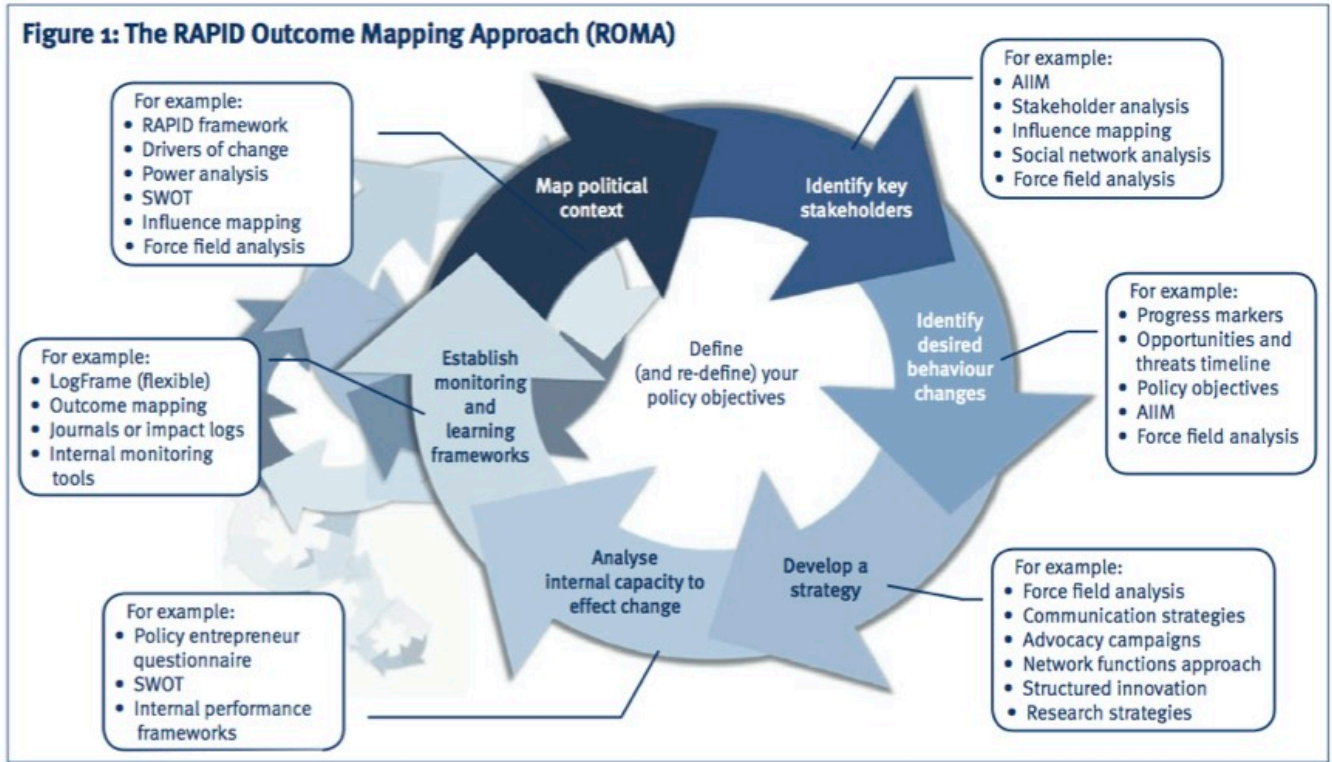 Figure 1: The RAPID Outcome Mapping Approach (ROMA)
For example:
• RAPID framework
• Drivers of change
• Power analysis
• SWOT
• Influence mapping
• Force field analysis
Map political
context
Identify key
stakeholders
For example:
• AIIM
• Stakeholder analysis
• Influence mapping
• Social network analysis
• Force field analysis
For example:
• LogFrame (flexible)
• Outcome mapping
• Journals or impact logs
• Internal monitoring
tools
Establish
monitoring
and
learning
frameworks
Define
(and re-define) your
policy objectives
Identify
desired
behaviour
changes
For example:
• Progress markers
• Opportunities and
threats timeline
• Policy objectives
• AIIM
• Force field analysis
For example:
• Policy entrepreneur
questionnaire
• SWOT
• Internal performance
frameworks
Analyse
internal capacity to
effect change
Develop a
strategy
For example:
• Force field analysis
• Communication strategies
• Advocacy campaigns
• Network functions approach
• Structured innovation
• Research strategies